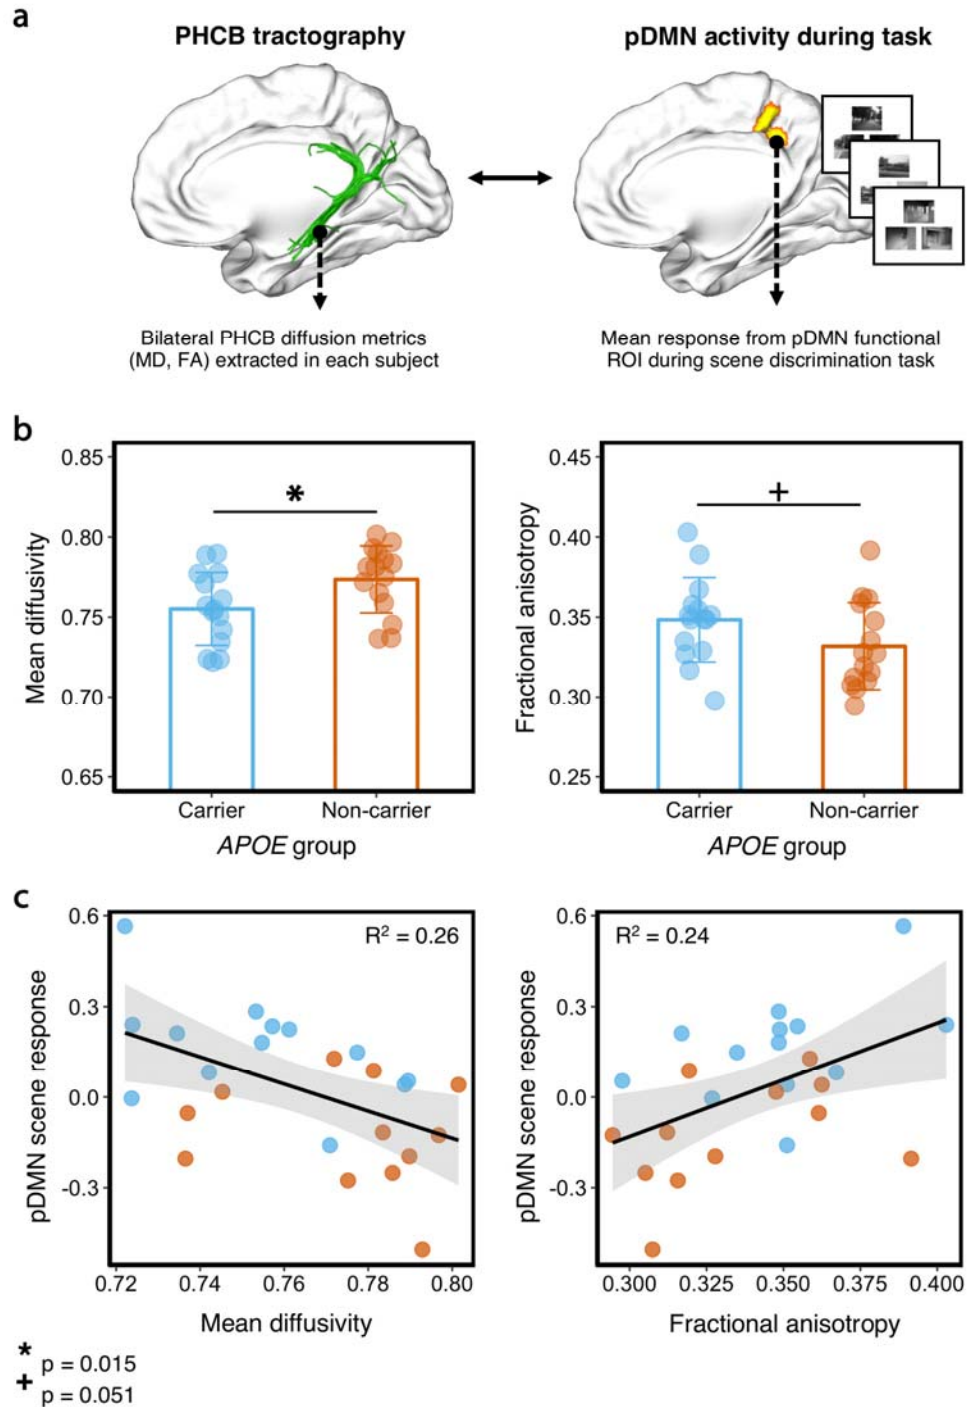 a
PHCB tractography
pDMN activity during task
Bilateral PHCB diffusion metrics
(MD, FA) extracted in each subject
Mean response from pDMN functional
ROI during scene discrimination task
b
Mean diffusivity
0.85
0.80
0.75
0.70
0.65
*
Carrier
Non-carrier
APOE group
Fractional anisotropy
0.45
0.40
0.35
0.30
0.25
+
Carrier
Non-carrier
APOE group
c
pDMN scene response
0.6
0.3
0.0
-0.3
R² = 0.26
0.72
0.74
0.76
0.78
0.80
Mean diffusivity
pDMN scene response
0.6
0.3
0.0
-0.3
R² = 0.24
0.300
0.325
0.350
0.375
0.400
Fractional anisotropy
* p = 0.015
+ p = 0.051